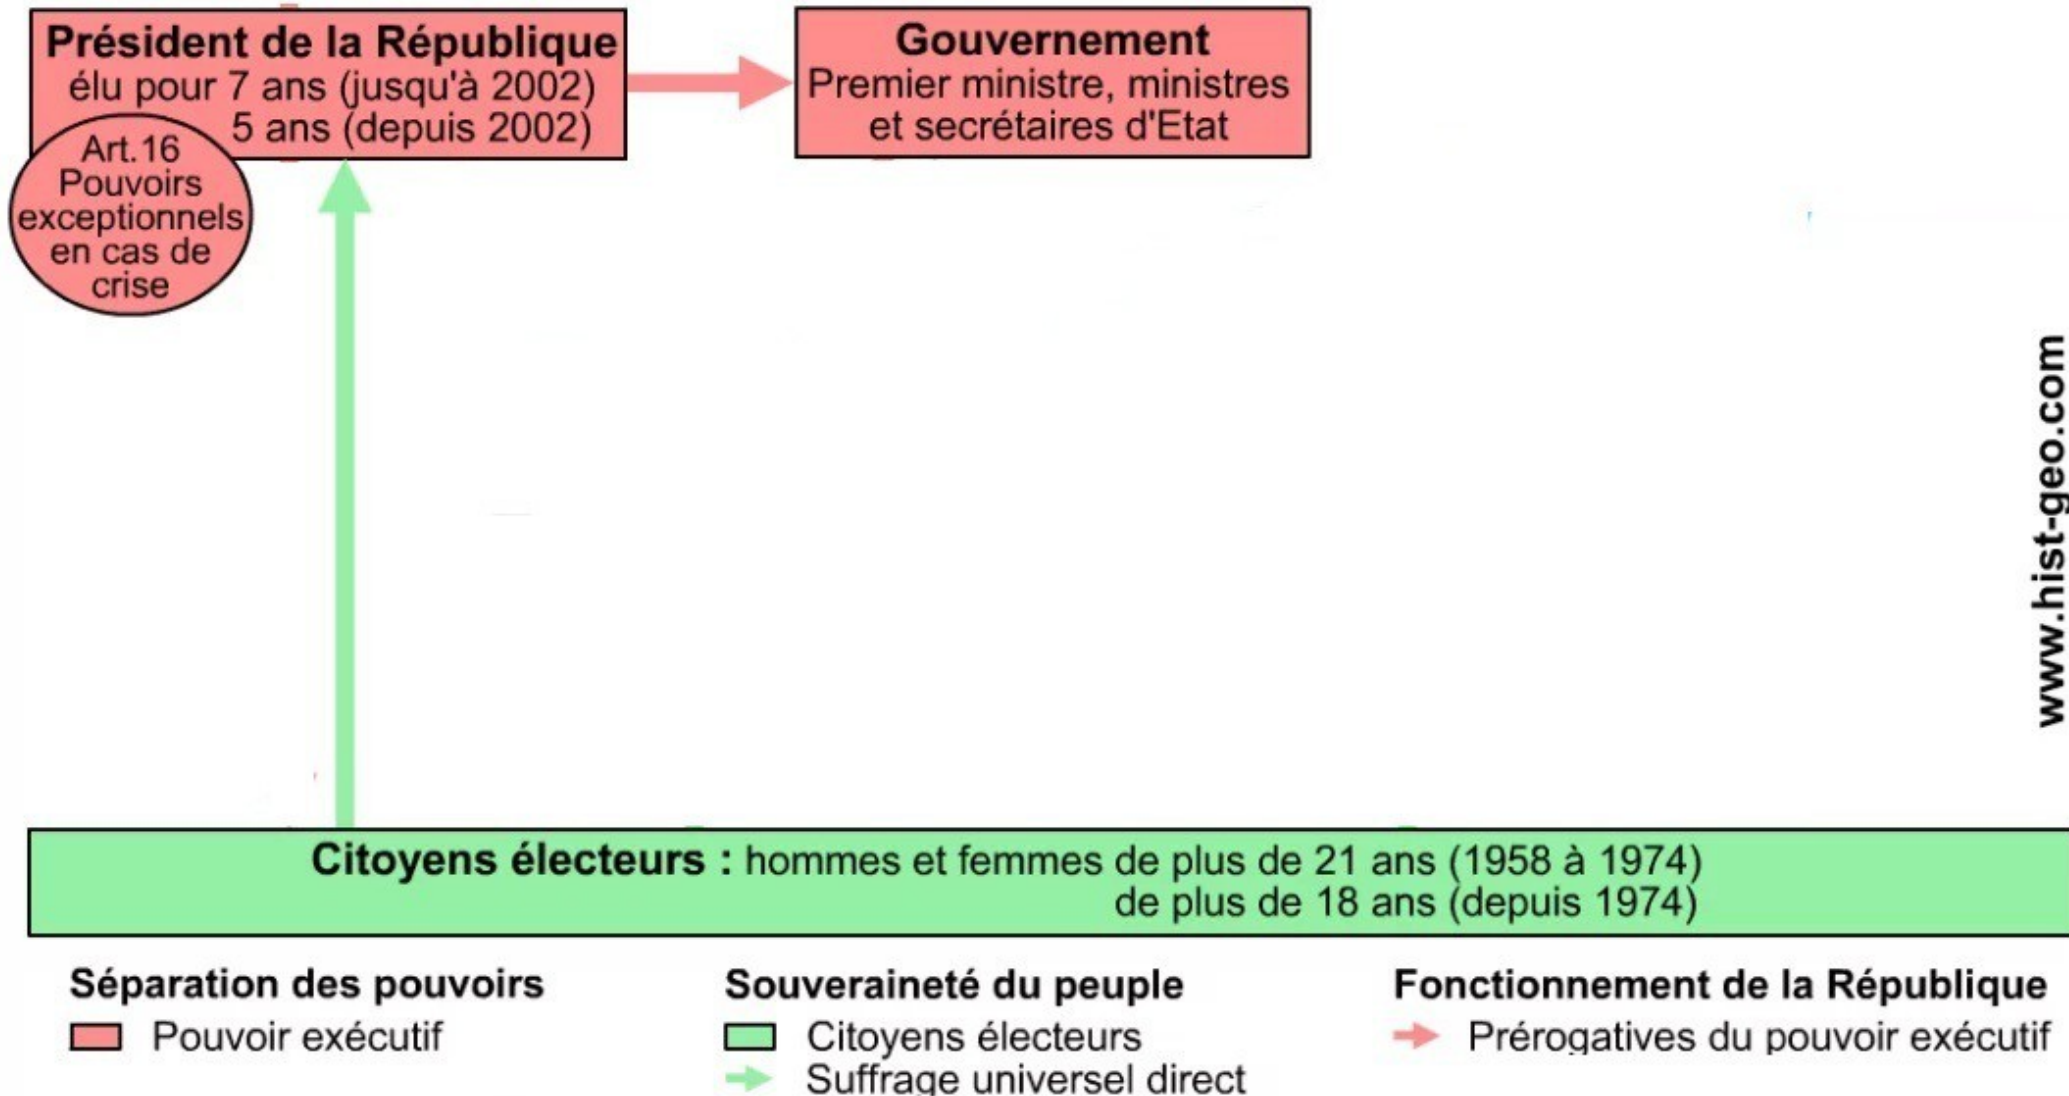 Président de la République
élu pour 7 ans (jusqu'à 2002)
5 ans (depuis 2002)
Art.16
Pouvoirs
exceptionnels
en cas de
crise
Gouvernement
Premier ministre, ministres
et secrétaires d'Etat
www.hist-geo.com
Citoyens électeurs : hommes et femmes de plus de 21 ans (1958 à 1974)
de plus de 18 ans (depuis 1974)
Séparation des pouvoirs
Pouvoir exécutif
Souveraineté du peuple
Citoyens électeurs
Suffrage universel direct
Fonctionnement de la République
Prérogatives du pouvoir exécutif